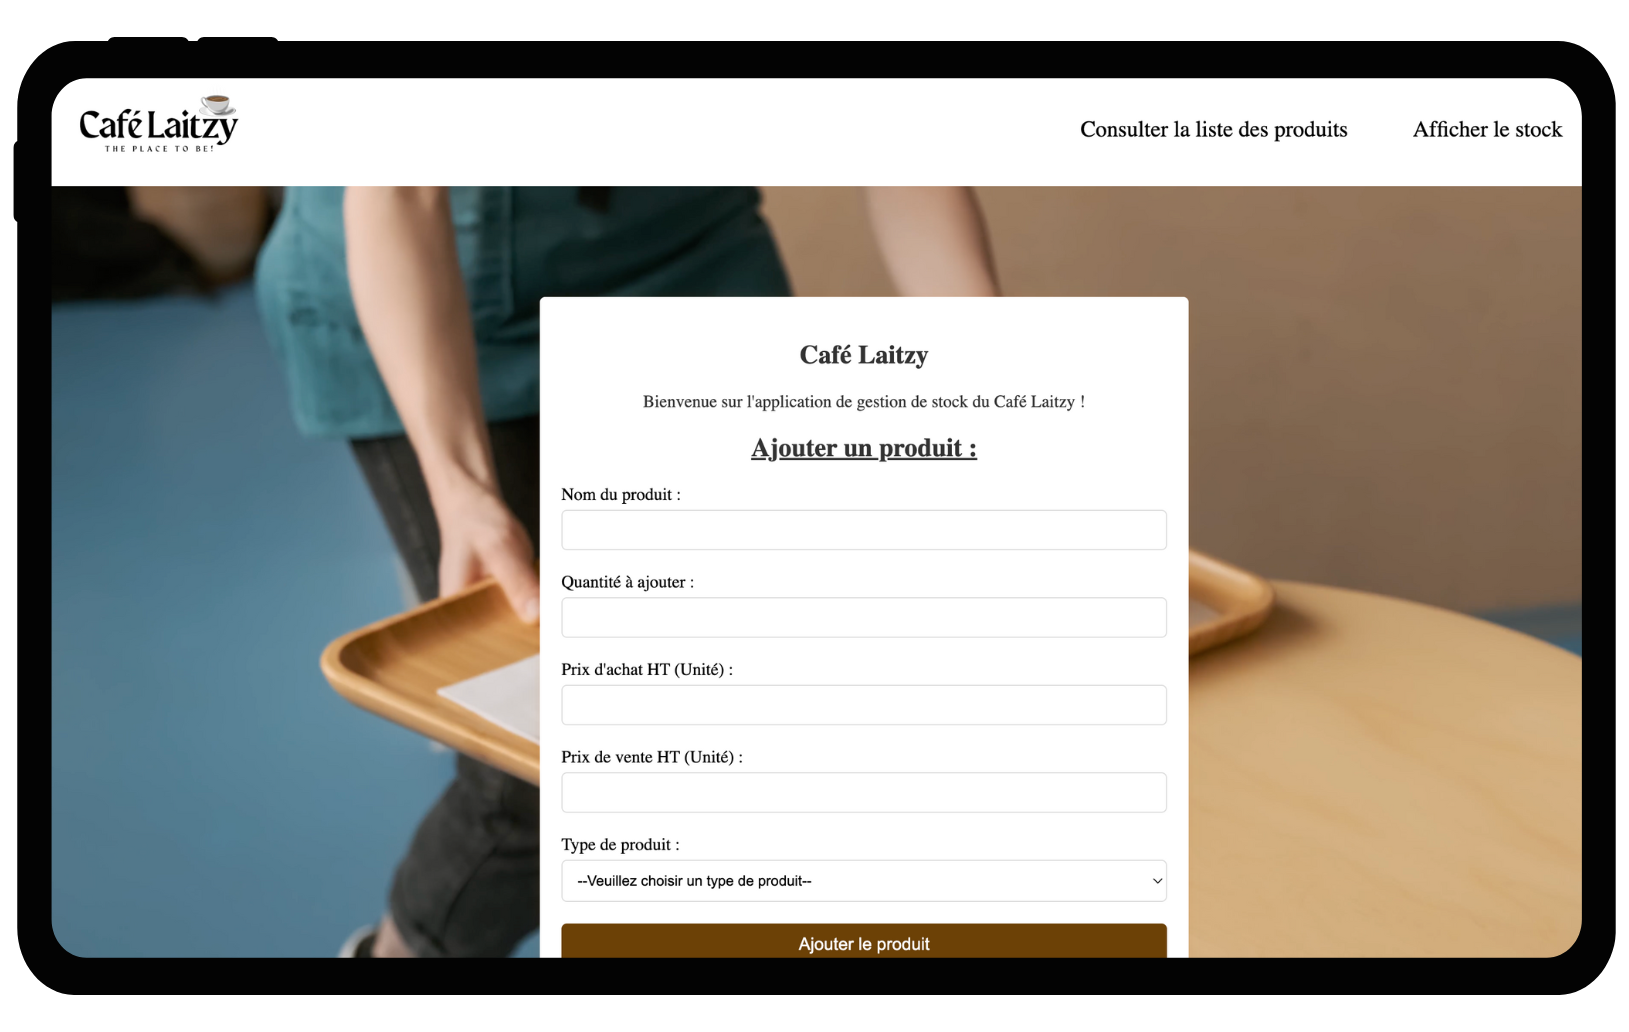 Café Laitzy
THE PLACE TO BE!
Consulter la liste des produits
Afficher le stock
Café Laitzy
Bienvenue sur l'application de gestion de stock du Café Laitzy !
Ajouter un produit :
Nom du produit :
Quantité à ajouter :
Prix d'achat HT (Unité) :
Prix de vente HT (Unité) :
Type de produit :
--Veuillez choisir un type de produit--
Ajouter le produit